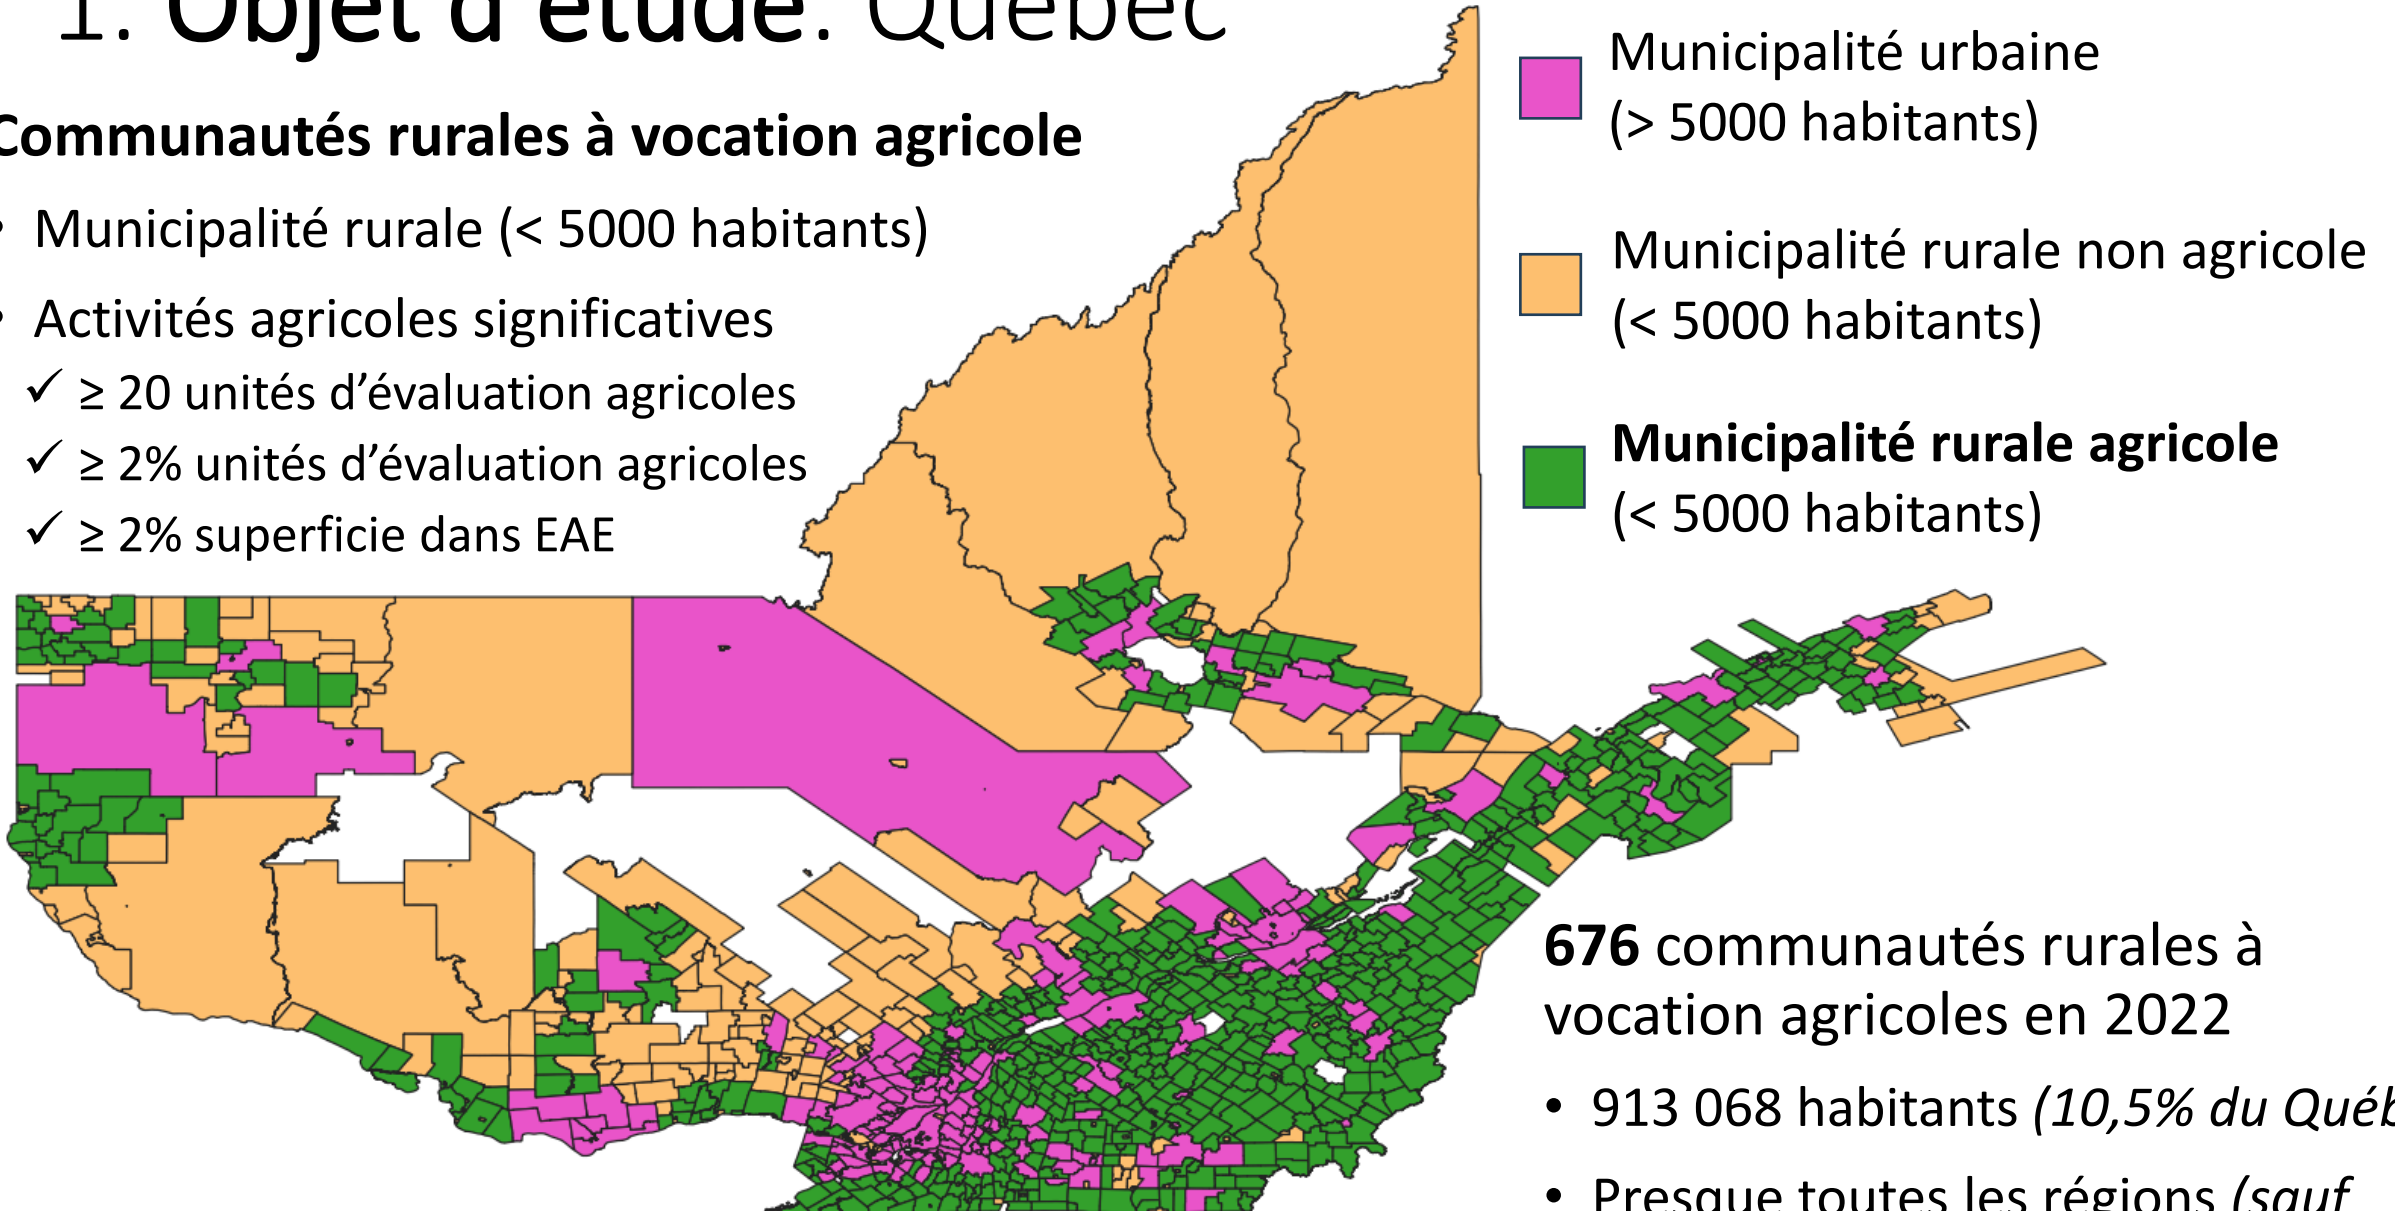 1. Objet d'étude: Québec
Communautés rurales à vocation agricole
• Municipalité rurale (< 5000 habitants)
• Activités agricoles significatives
✓ ≥ 20 unités d’évaluation agricoles
✓ ≥ 2% unités d’évaluation agricoles
✓ ≥ 2% superficie dans EAE
Municipalité urbaine
(> 5000 habitants)
Municipalité rurale non agricole
(< 5000 habitants)
Municipalité rurale agricole
(< 5000 habitants)
676 communautés rurales à
vocation agricoles en 2022
• 913 068 habitants (10,5% du Québ
• Presque toutes les régions (sauf